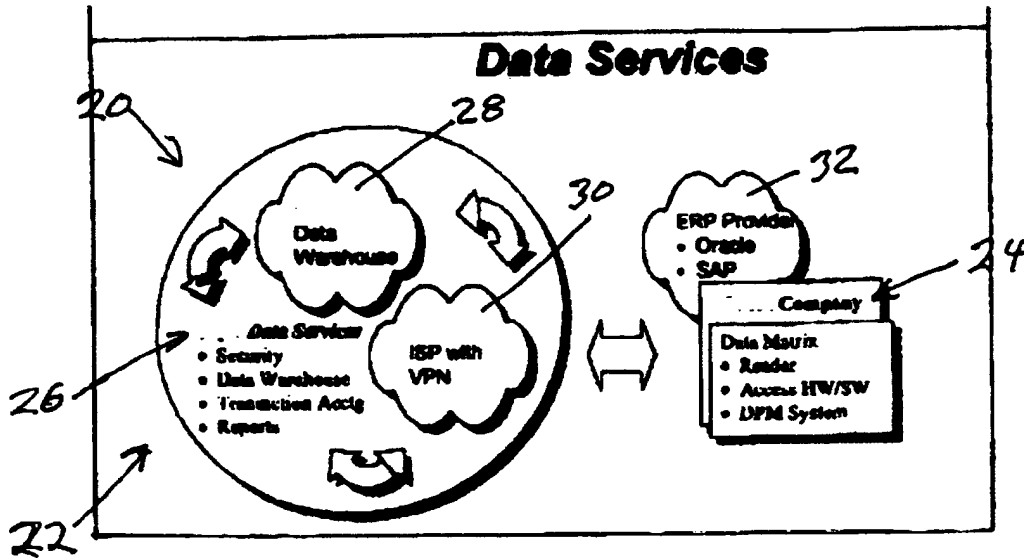 Data Services
20
28
30
32
24
26
22
Data
Warehouse
ISP with
VPN
Data Services
• Security
• Data Warehouse
• Transaction Acctg
• Reports
ERP Provider
• Oracle
• SAP
Company
Data Matrix
• Reader
• Access HW/SW
• DPM System